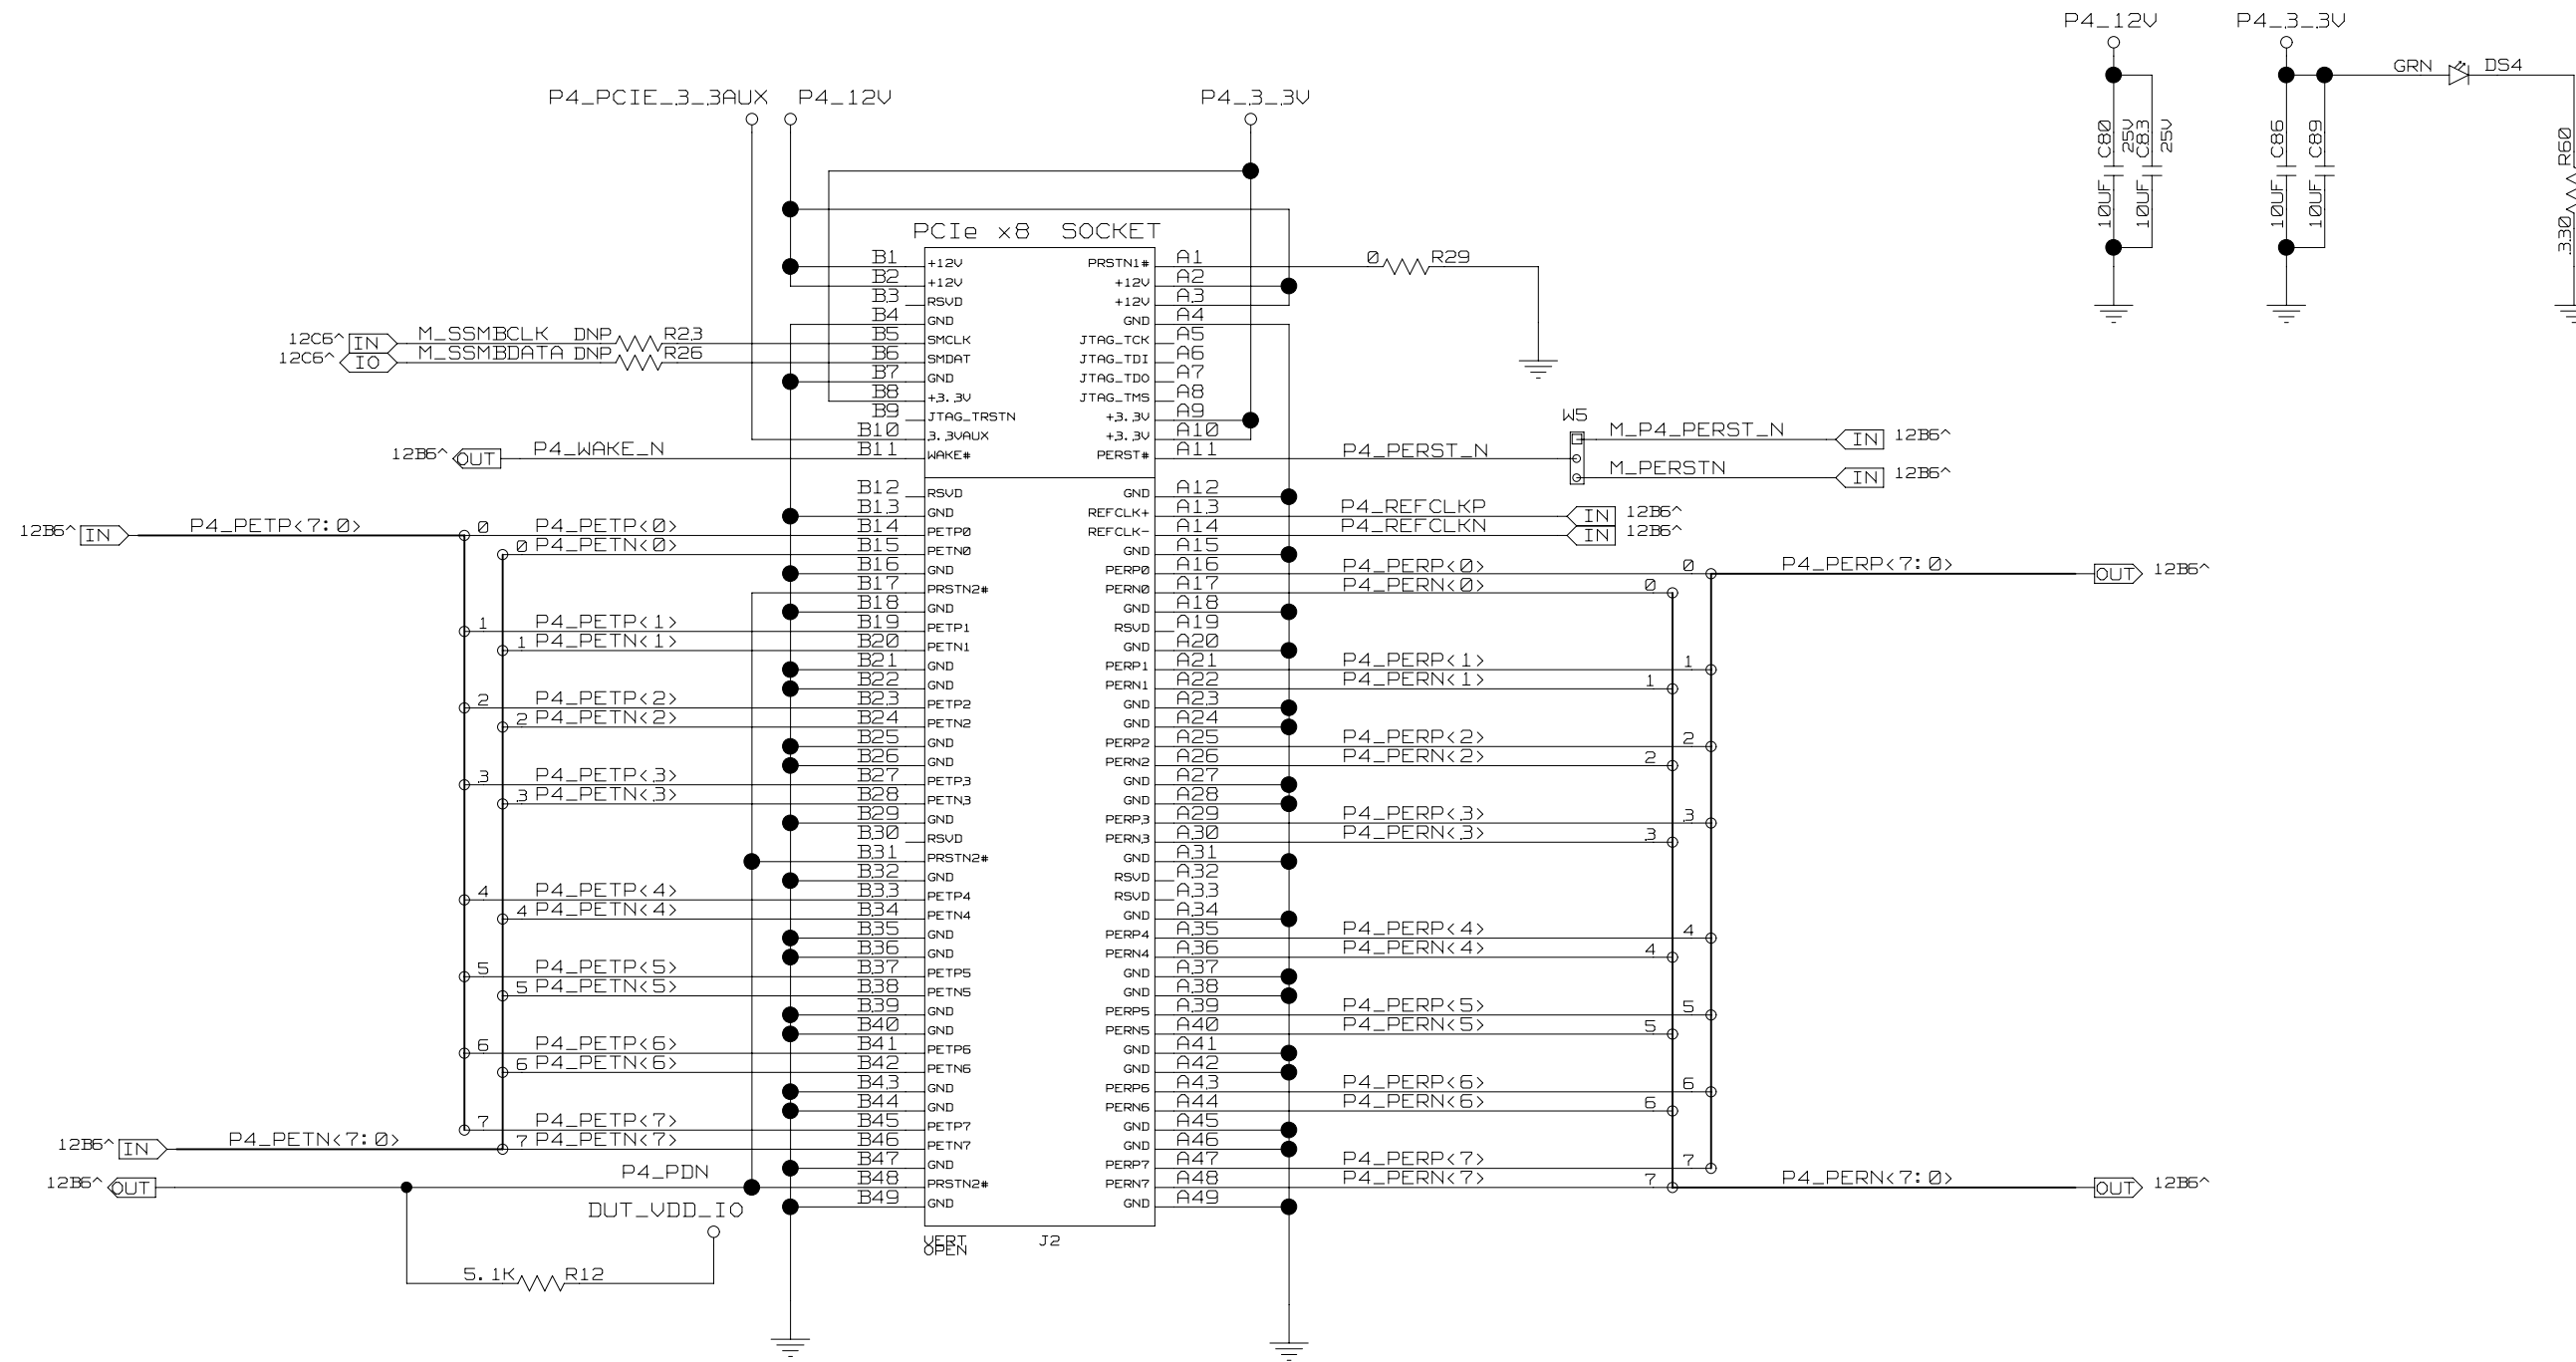 P4_12V P4_3_3V
GRN DS4
P4_PCIE_3_3AUX P4_12V P4_3_3V
C80 25V C83 25V C86 C89 R60
10UF 10UF 10UF 10UF 330
PCIe x8 SOCKET
B1 +12V PRSTN1# A1 0 R29
B2 +12V +12V A2
B3 RSVD +12V A3
B4 GND GND A4
12C6^ IN M_SSMBCLK DNP R23 B5 SMCLK JTAG_TCK A5
12C6^ IO M_SSMBDATA DNP R26 B6 SMDAT JTAG_TDI A6
B7 GND JTAG_TDO A7
B8 +3.3V JTAG_TMS A8
B9 JTAG_TRSTN +3.3V A9 W5
B10 3.3VAUX +3.3V A10 M_P4_PERST_N IN 12B6^
12B6^ OUT P4_WAKE_N B11 WAKE# PERST# A11 P4_PERST_N
M_PERSTN IN 12B6^
B12 RSVD GND A12
B13 GND REFCLK+ A13 P4_REFCLKP IN 12B6^
12B6^ IN P4_PETP<7:0> 0 P4_PETP<0> B14 PETP0 REFCLK- A14 P4_REFCLKN IN 12B6^
0 P4_PETN<0> B15 PETN0 GND A15
B16 GND PERP0 A16 P4_PERP<0> 0 P4_PERP<7:0> OUT 12B6^
B17 PRSTN2# PERN0 A17 P4_PERN<0> 0
B18 GND GND A18
1 P4_PETP<1> B19 PETP1 RSVD A19
1 P4_PETN<1> B20 PETN1 GND A20
B21 GND PERP1 A21 P4_PERP<1> 1
B22 GND PERN1 A22 P4_PERN<1> 1
2 P4_PETP<2> B23 PETP2 GND A23
2 P4_PETN<2> B24 PETN2 GND A24
B25 GND PERP2 A25 P4_PERP<2> 2
B26 GND PERN2 A26 P4_PERN<2> 2
3 P4_PETP<3> B27 PETP3 GND A27
3 P4_PETN<3> B28 PETN3 GND A28
B29 GND PERP3 A29 P4_PERP<3> 3
B30 RSVD PERN3 A30 P4_PERN<3> 3
B31 PRSTN2# GND A31
B32 GND RSVD A32
4 P4_PETP<4> B33 PETP4 RSVD A33
4 P4_PETN<4> B34 PETN4 GND A34
B35 GND PERP4 A35 P4_PERP<4> 4
B36 GND PERN4 A36 P4_PERN<4> 4
5 P4_PETP<5> B37 PETP5 GND A37
5 P4_PETN<5> B38 PETN5 GND A38
B39 GND PERP5 A39 P4_PERP<5> 5
B40 GND PERN5 A40 P4_PERN<5> 5
6 P4_PETP<6> B41 PETP6 GND A41
6 P4_PETN<6> B42 PETN6 GND A42
B43 GND PERP6 A43 P4_PERP<6> 6
B44 GND PERN6 A44 P4_PERN<6> 6
7 P4_PETP<7> B45 PETP7 GND A45
12B6^ IN P4_PETN<7:0> 7 P4_PETN<7> B46 PETN7 GND A46
B47 GND PERP7 A47 P4_PERP<7> 7
12B6^ OUT P4_PDN B48 PRSTN2# PERN7 A48 P4_PERN<7> 7 P4_PERN<7:0> OUT 12B6^
B49 GND GND A49
DUT_VDD_IO
VERT J2
OPEN
5.1K R12